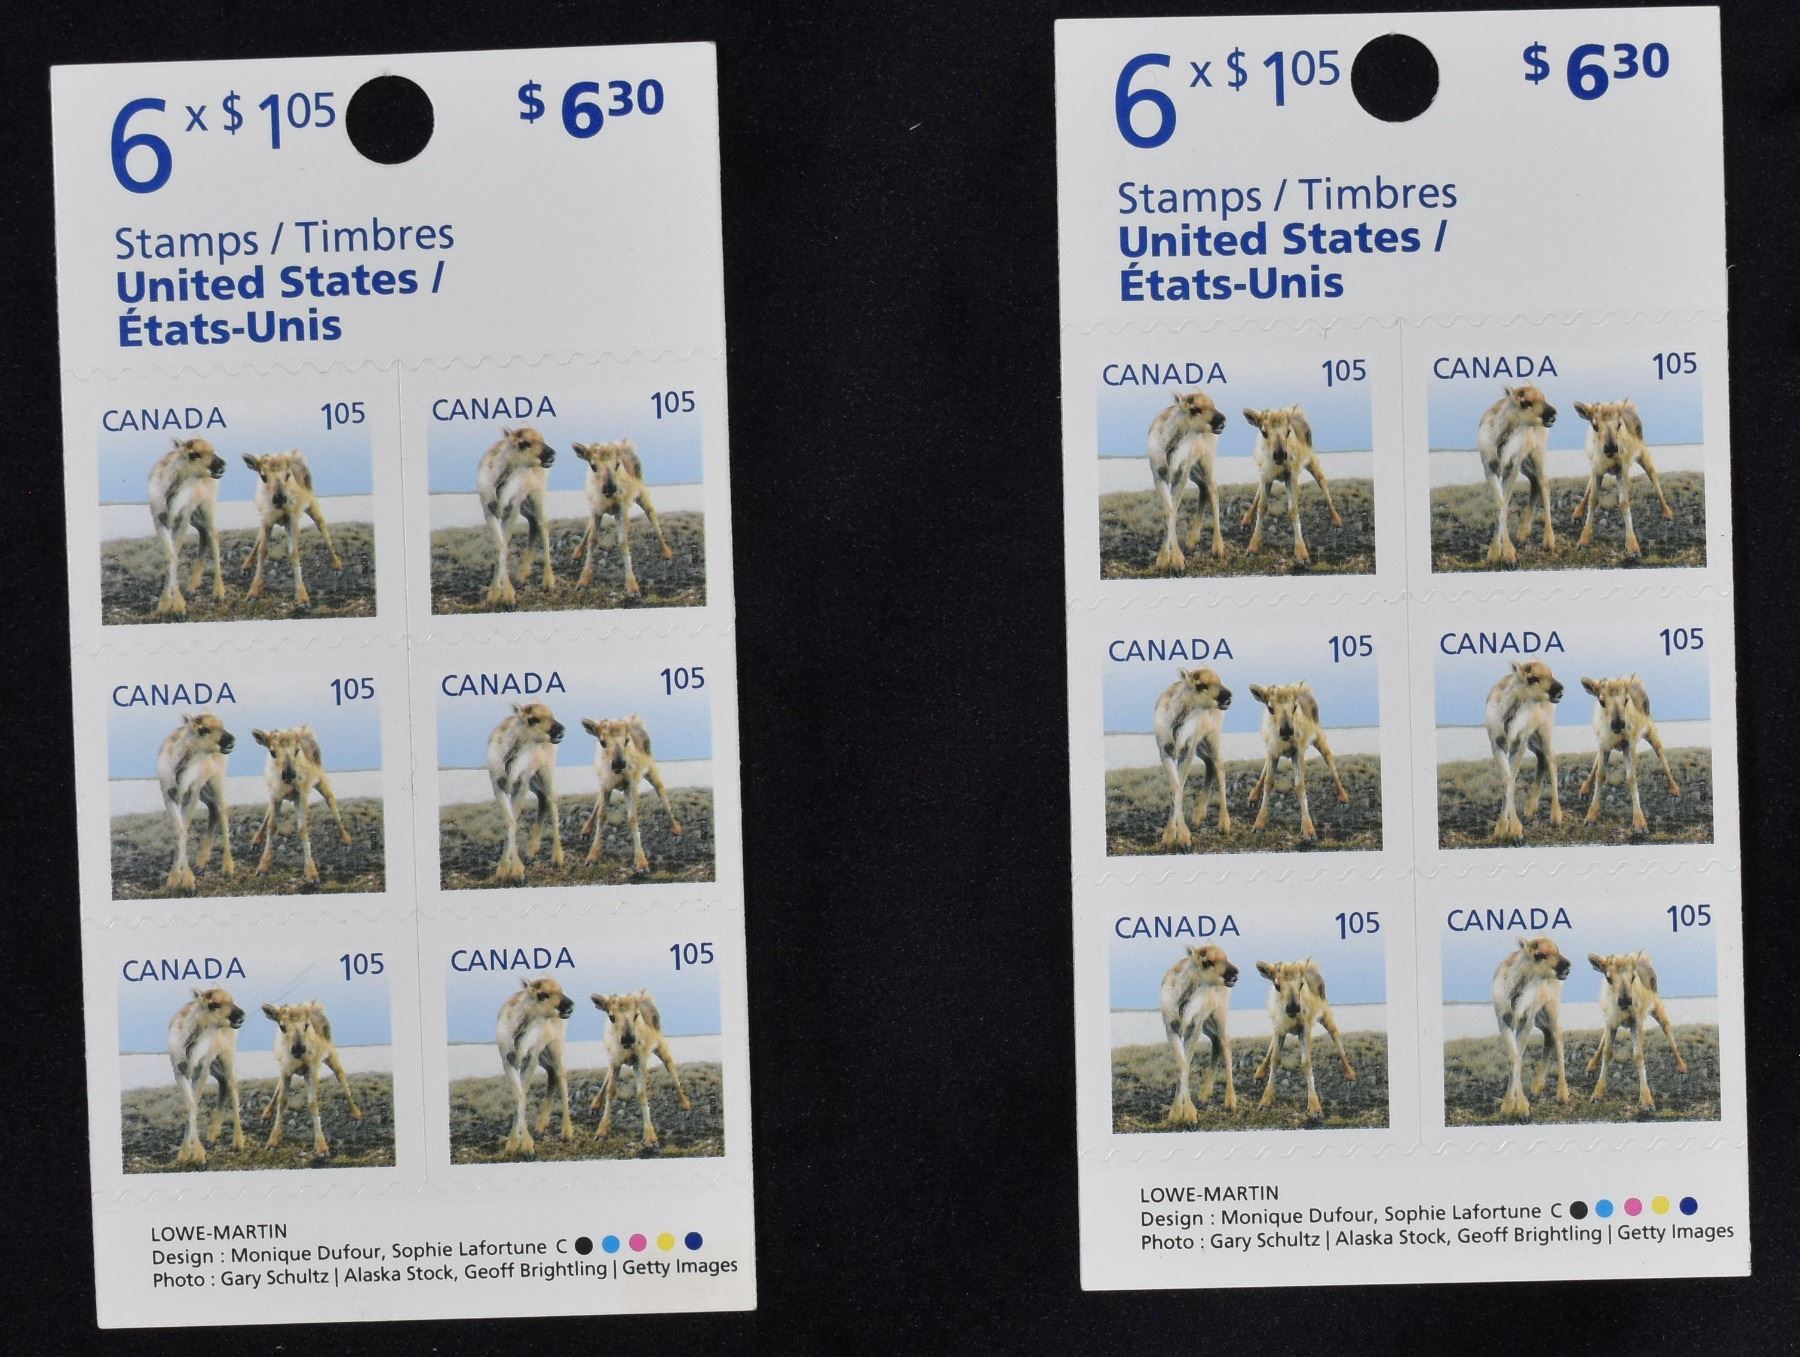 6 x $ 105 $ 630
Stamps / Timbres
United States /
États-Unis
CANADA 105 CANADA 105
CANADA 105 CANADA 105
CANADA 105 CANADA 105
LOWE-MARTIN
Design : Monique Dufour, Sophie Lafortune C
Photo : Gary Schultz | Alaska Stock, Geoff Brightling | Getty Images
6 x $ 105 $ 630
Stamps / Timbres
United States /
États-Unis
CANADA 105 CANADA 105
CANADA 105 CANADA 105
CANADA 105 CANADA 105
LOWE-MARTIN
Design : Monique Dufour, Sophie Lafortune C
Photo : Gary Schultz | Alaska Stock, Geoff Brightling | Getty Images